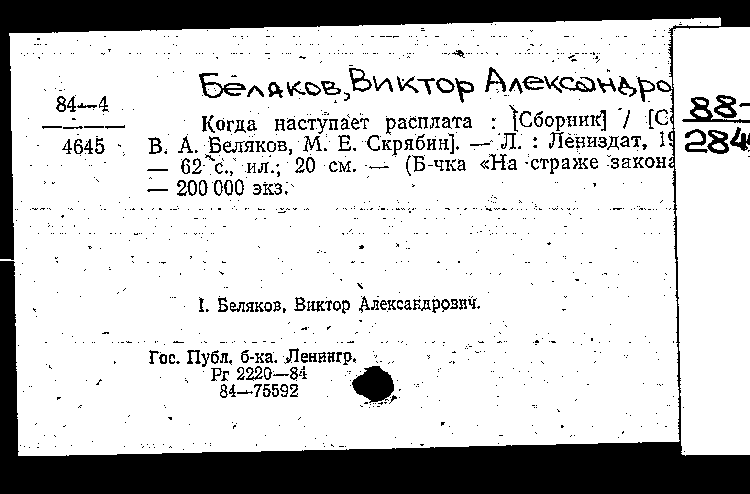 Беляков, Виктор Александро
84—4
4645
Когда наступает расплата : [Сборник] / [С
В. А. Беляков, М. Е. Скрябин]. — Л. : Лениздат, 19
— 62 с., ил.; 20 см. — (Б-чка «На страже закона
— 200 000 экз.
I. Беляков, Виктор Александрович.
Гос. Публ. б-ка. Ленингр.
Рг 2220—84
84—75592
88-
284